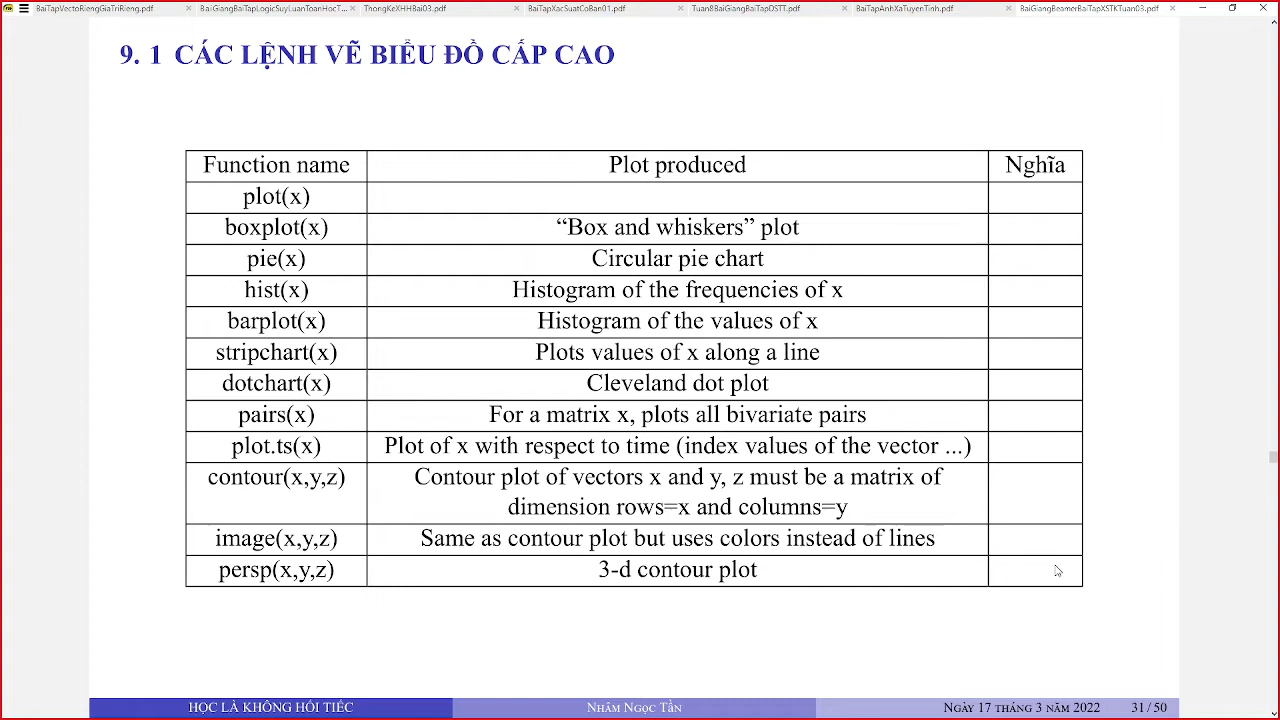 BaiTapVectoRiengGiaTriRieng.pdf
BaiGiangBaiTapLogicSuyLuanToanHocT...
ThongKeXHHBai03.pdf
BaiTapXacSuatCoBan01.pdf
Tuan8BaiGiangBaiTapDSTT.pdf
BaiTapAnhXaTuyenTinh.pdf
BaiGiangBeamerBaiTapXSTKTuan03.pdf
9. 1 CÁC LỆNH VẼ BIỂU ĐỒ CẤP CAO
Function name Plot produced Nghĩa
plot(x)
boxplot(x) “Box and whiskers” plot
pie(x) Circular pie chart
hist(x) Histogram of the frequencies of x
barplot(x) Histogram of the values of x
stripchart(x) Plots values of x along a line
dotchart(x) Cleveland dot plot
pairs(x) For a matrix x, plots all bivariate pairs
plot.ts(x) Plot of x with respect to time (index values of the vector ...)
contour(x,y,z) Contour plot of vectors x and y, z must be a matrix of
dimension rows=x and columns=y
image(x,y,z) Same as contour plot but uses colors instead of lines
persp(x,y,z) 3-d contour plot
HỌC LÀ KHÔNG HỐI TIẾC Nhâm Ngọc Tần Ngày 17 tháng 3 năm 2022 31 / 50